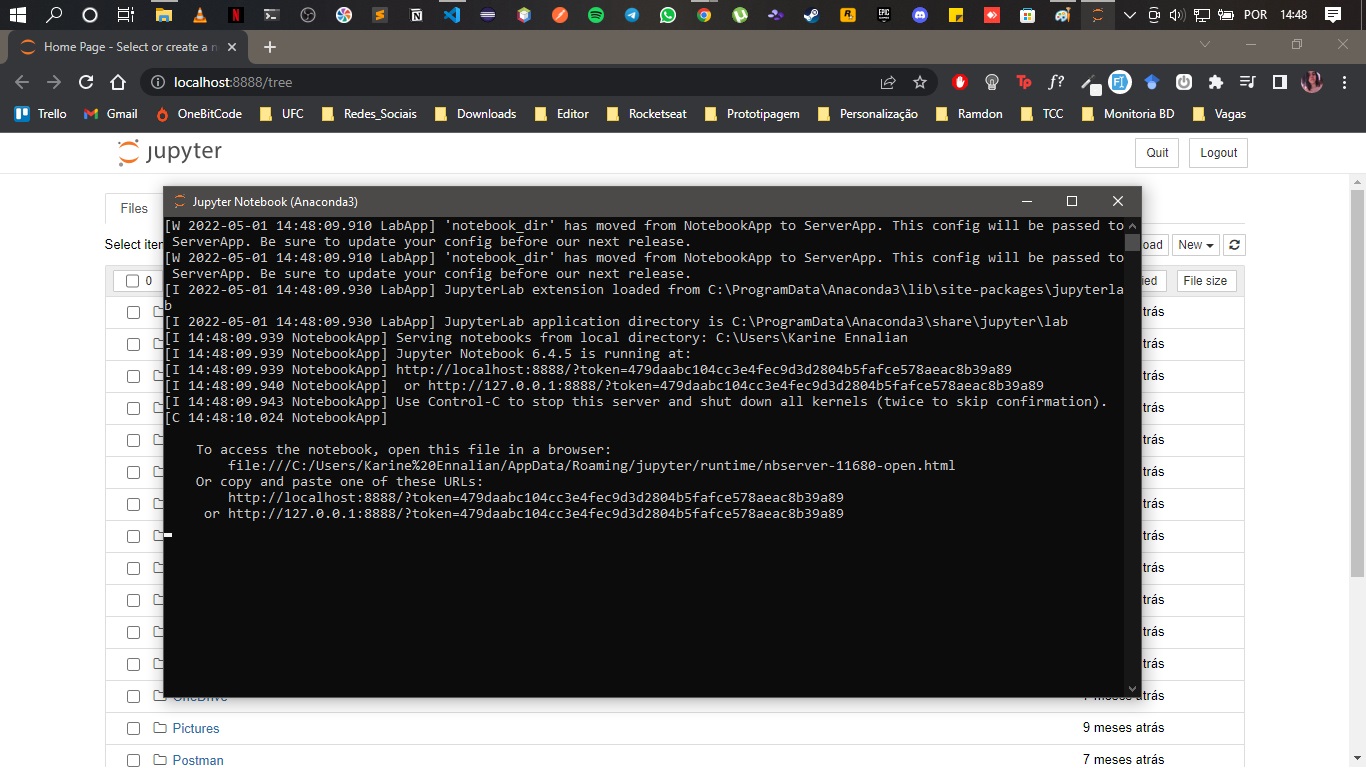 POR 14:48
Home Page - Select or create a n
localhost:8888/tree
Trello Gmail OneBitCode UFC Redes_Sociais Downloads Editor Rocketseat Prototipagem Personalização Ramdon TCC Monitoria BD Vagas
jupyter Quit Logout
Files
Jupyter Notebook (Anaconda3)
[W 2022-05-01 14:48:09.910 LabApp] 'notebook_dir' has moved from NotebookApp to ServerApp. This config will be passed to
ServerApp. Be sure to update your config before our next release.
[W 2022-05-01 14:48:09.910 LabApp] 'notebook_dir' has moved from NotebookApp to ServerApp. This config will be passed to
ServerApp. Be sure to update your config before our next release.
[I 2022-05-01 14:48:09.930 LabApp] JupyterLab extension loaded from C:\ProgramData\Anaconda3\lib\site-packages\jupyterla
b
[I 2022-05-01 14:48:09.930 LabApp] JupyterLab application directory is C:\ProgramData\Anaconda3\share\jupyter\lab
[I 14:48:09.939 NotebookApp] Serving notebooks from local directory: C:\Users\Karine Ennalian
[I 14:48:09.939 NotebookApp] Jupyter Notebook 6.4.5 is running at:
[I 14:48:09.939 NotebookApp] http://localhost:8888/?token=479daabc104cc3e4fec9d3d2804b5fafce578aeac8b39a89
[I 14:48:09.940 NotebookApp]  or http://127.0.0.1:8888/?token=479daabc104cc3e4fec9d3d2804b5fafce578aeac8b39a89
[I 14:48:09.943 NotebookApp] Use Control-C to stop this server and shut down all kernels (twice to skip confirmation).
[C 14:48:10.024 NotebookApp]
To access the notebook, open this file in a browser:
file:///C:/Users/Karine%20Ennalian/AppData/Roaming/jupyter/runtime/nbserver-11680-open.html
Or copy and paste one of these URLs:
http://localhost:8888/?token=479daabc104cc3e4fec9d3d2804b5fafce578aeac8b39a89
or http://127.0.0.1:8888/?token=479daabc104cc3e4fec9d3d2804b5fafce578aeac8b39a89
Select iter
oad New
0
ied File size
trás
trás
trás
trás
trás
trás
trás
trás
trás
trás
trás
trás
OneDrive 7 meses atrás
Pictures 9 meses atrás
Postman 7 meses atrás